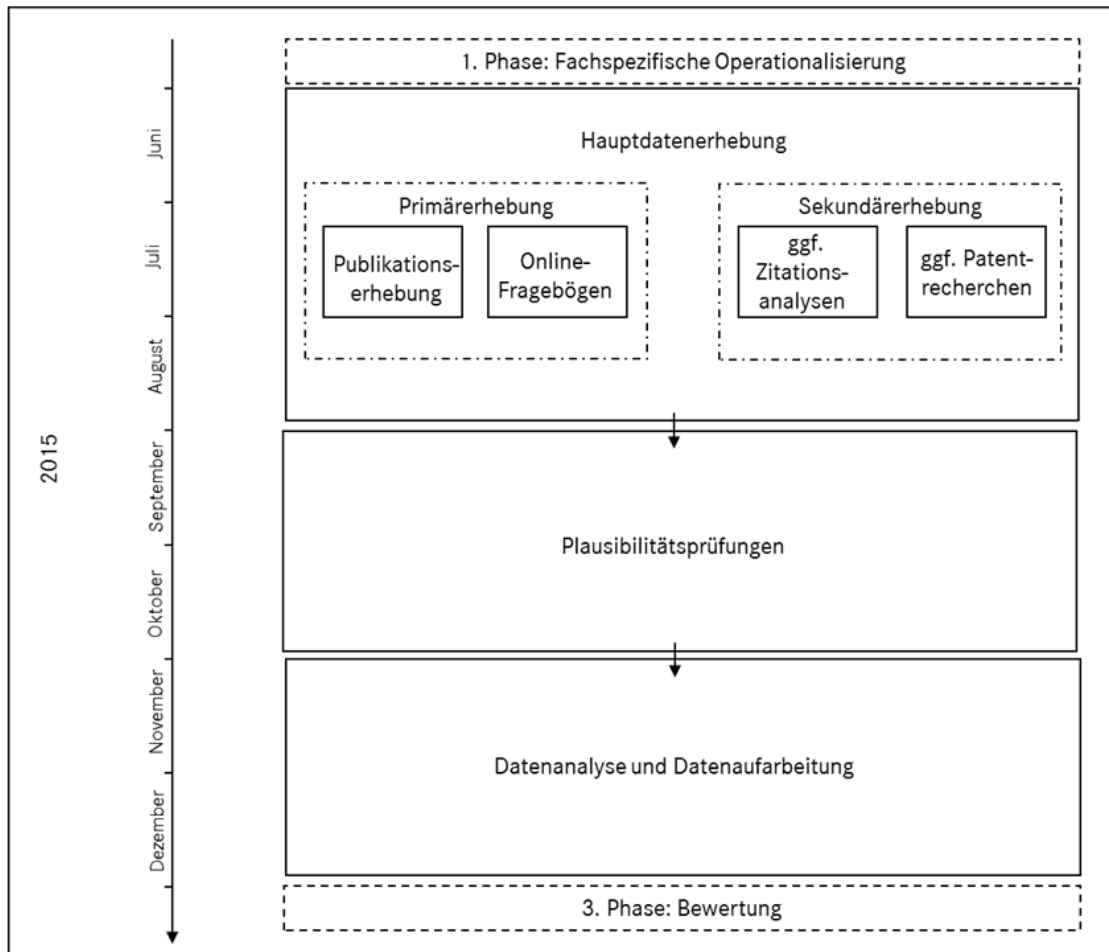 1. Phase: Fachspezifische Operationalisierung
Hauptdatenerhebung
Primärerhebung
Publikations-
erhebung
Online-
Fragebögen
Sekundärerhebung
ggf.
Zitations-
analysen
ggf. Patent-
recherchen
Plausibilitätsprüfungen
Datenanalyse und Datenaufarbeitung
3. Phase: Bewertung
2015
Juni
Juli
August
September
Oktober
November
Dezember